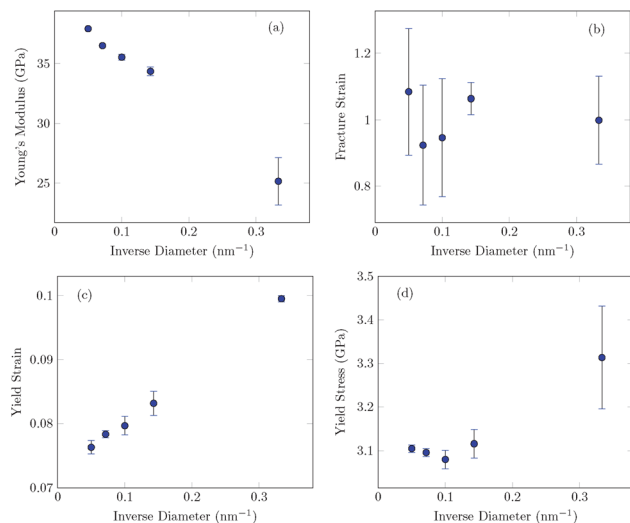 (a)
Young's Modulus (GPa)
35
30
25
0
0.1
0.2
0.3
Inverse Diameter (nm−1)
(b)
Fracture Strain
1.2
1
0.8
0
0.1
0.2
0.3
Inverse Diameter (nm−1)
(c)
Yield Strain
0.1
0.09
0.08
0.07
0
0.1
0.2
0.3
Inverse Diameter (nm−1)
(d)
Yield Stress (GPa)
3.5
3.4
3.3
3.2
3.1
0
0.1
0.2
0.3
Inverse Diameter (nm−1)